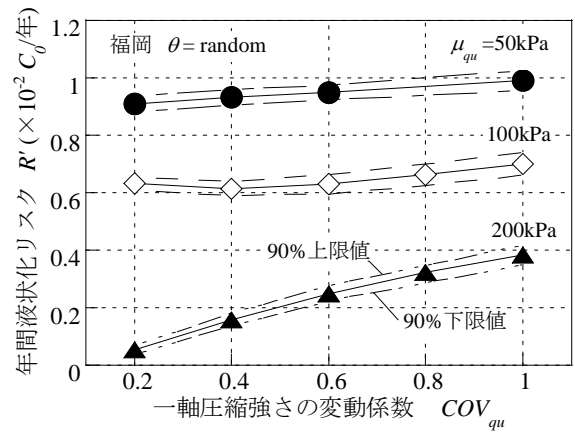 年間液状化リスク R′ (×10⁻² C₀/年)
1.2
1
0.8
0.6
0.4
0.2
0
福岡 θ = random
μqu =50kPa
100kPa
200kPa
90%上限値
90%下限値
0.2 0.4 0.6 0.8 1
一軸圧縮強さの変動係数 COVqu